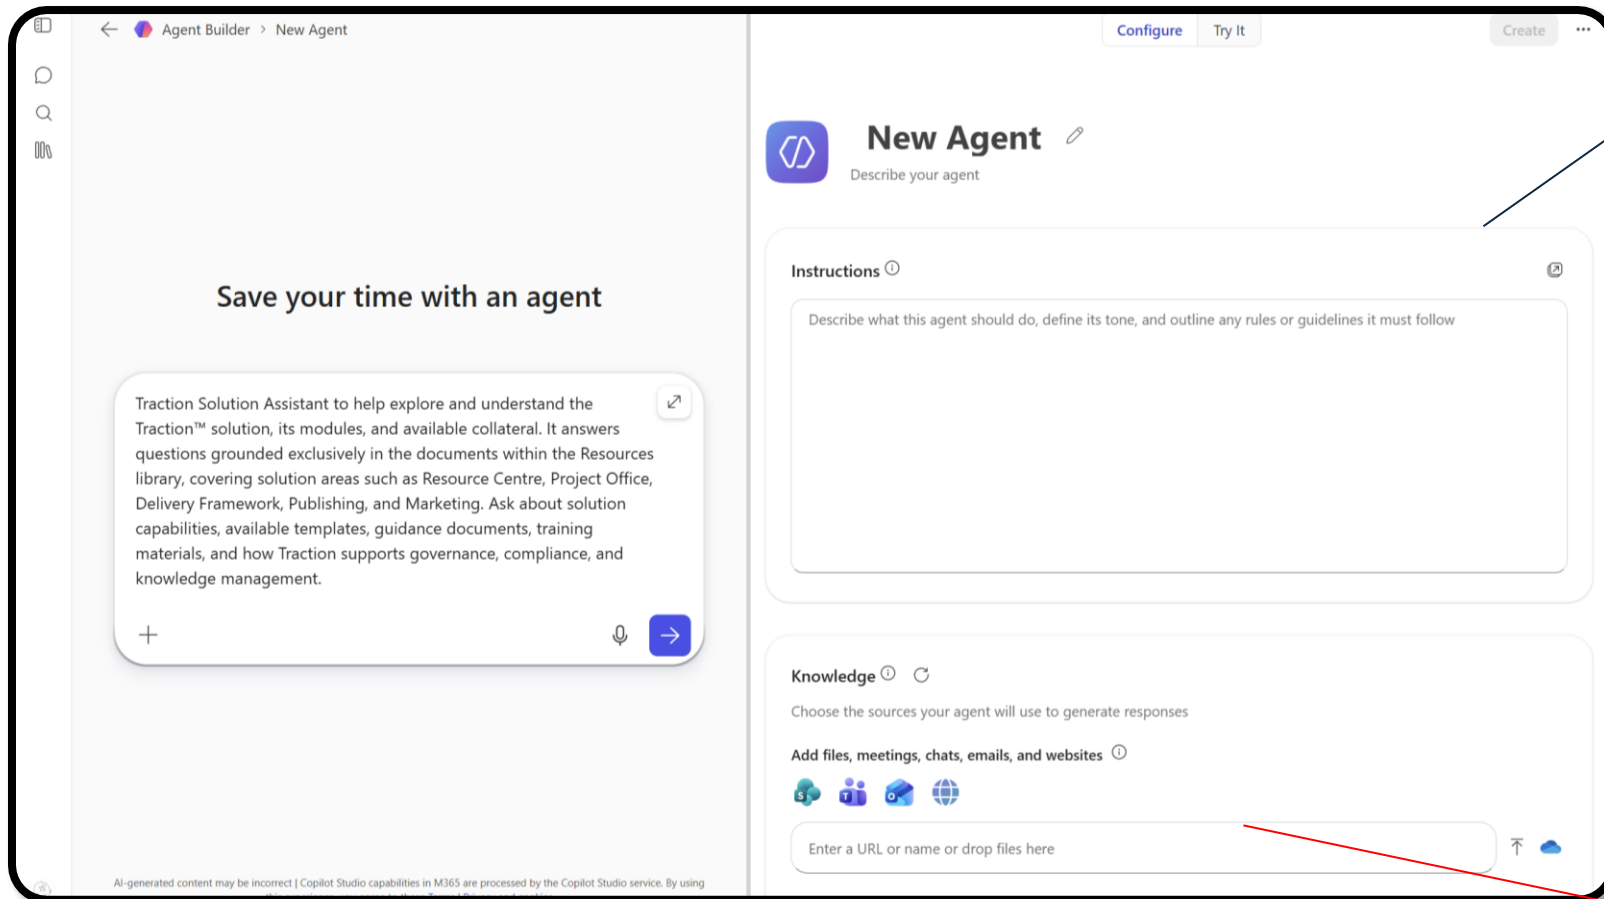 Agent Builder > New Agent
Configure
Try It
Create
Save your time with an agent
Traction Solution Assistant to help explore and understand the
Traction™ solution, its modules, and available collateral. It answers
questions grounded exclusively in the documents within the Resources
library, covering solution areas such as Resource Centre, Project Office,
Delivery Framework, Publishing, and Marketing. Ask about solution
capabilities, available templates, guidance documents, training
materials, and how Traction supports governance, compliance, and
knowledge management.
AI-generated content may be incorrect | Copilot Studio capabilities in M365 are processed by the Copilot Studio service. By using
New Agent
Describe your agent
Instructions
Describe what this agent should do, define its tone, and outline any rules or guidelines it must follow
Knowledge
Choose the sources your agent will use to generate responses
Add files, meetings, chats, emails, and websites
Enter a URL or name or drop files here